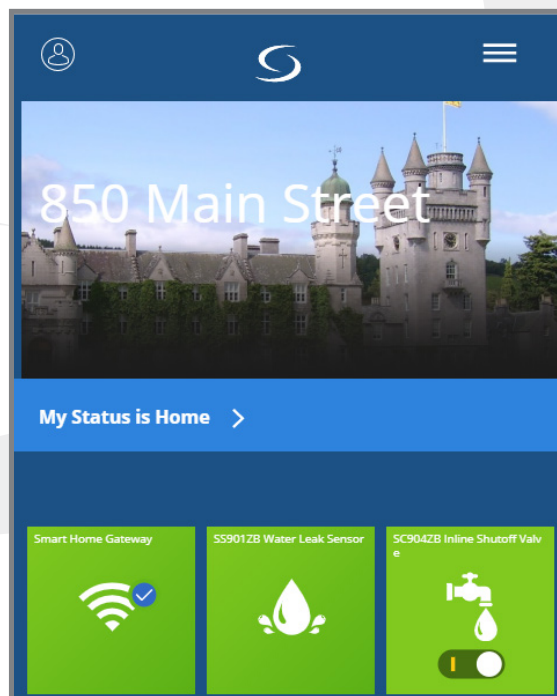 850 Main Street
My Status is Home
Smart Home Gateway
SS901ZB Water Leak Sensor
SC904ZB Inline Shutoff Valv
e